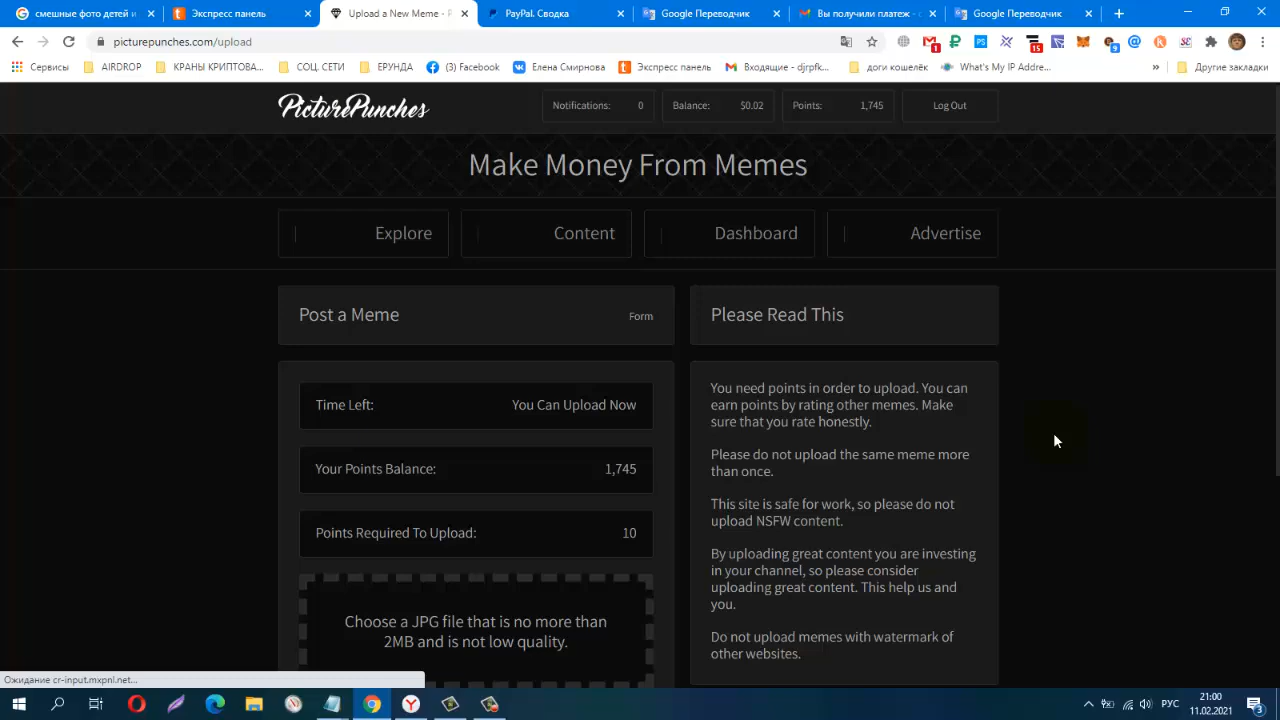 смешные фото детей и
Экспресс панель
Upload a New Meme - P
PayPal. Сводка
Google Переводчик
Вы получили платеж - d
Google Переводчик
picturepunches.com/upload
1
15
9
Сервисы
AIRDROP
КРАНЫ КРИПТОВА...
СОЦ. СЕТИ
ЕРУНДА
(3) Facebook
Елена Смирнова
Экспресс панель
Входящие - djrpfk...
доги кошелёк
What's My IP Addre...
»
Другие закладки
PicturePunches
Notifications: 0
Balance: $0.02
Points: 1,745
Log Out
Make Money From Memes
Explore
Content
Dashboard
Advertise
Post a Meme
Form
Time Left: You Can Upload Now
Your Points Balance: 1,745
Points Required To Upload: 10
Choose a JPG file that is no more than
2MB and is not low quality.
Please Read This
You need points in order to upload. You can
earn points by rating other memes. Make
sure that you rate honestly.
Please do not upload the same meme more
than once.
This site is safe for work, so please do not
upload NSFW content.
By uploading great content you are investing
in your channel, so please consider
uploading great content. This help us and
you.
Do not upload memes with watermark of
other websites.
Ожидание cr-input.mxpnl.net...
РУС
21:00
11.02.2021
3